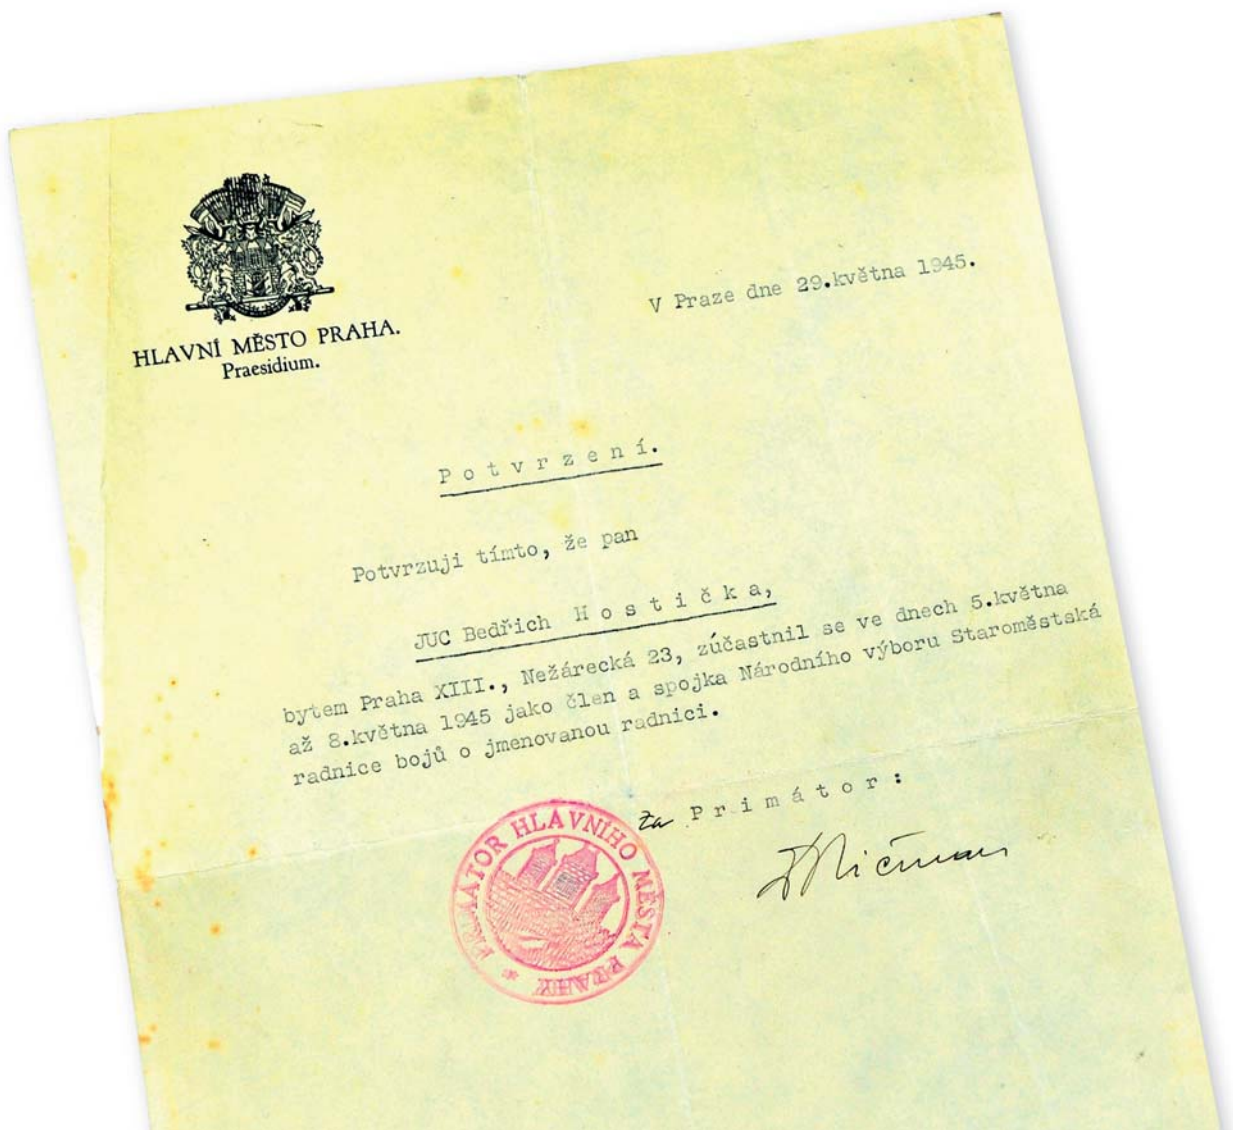 HLAVNÍ MĚSTO PRAHA.
Praesidium.
V Praze dne 29.května 1945.
P o t v r z e n í.
Potvrzuji tímto, že pan
JUC Bedřich H o s t i č k a,
bytem Praha XIII., Nežárecká 23, zúčastnil se ve dnech 5.května
až 8.května 1945 jako člen a spojka Národního výboru Staroměstská
radnice bojů o jmenovanou radnici.
za P r i m á t o r :
PRIMÁTOR HLAVNÍHO MĚSTA PRAHY *